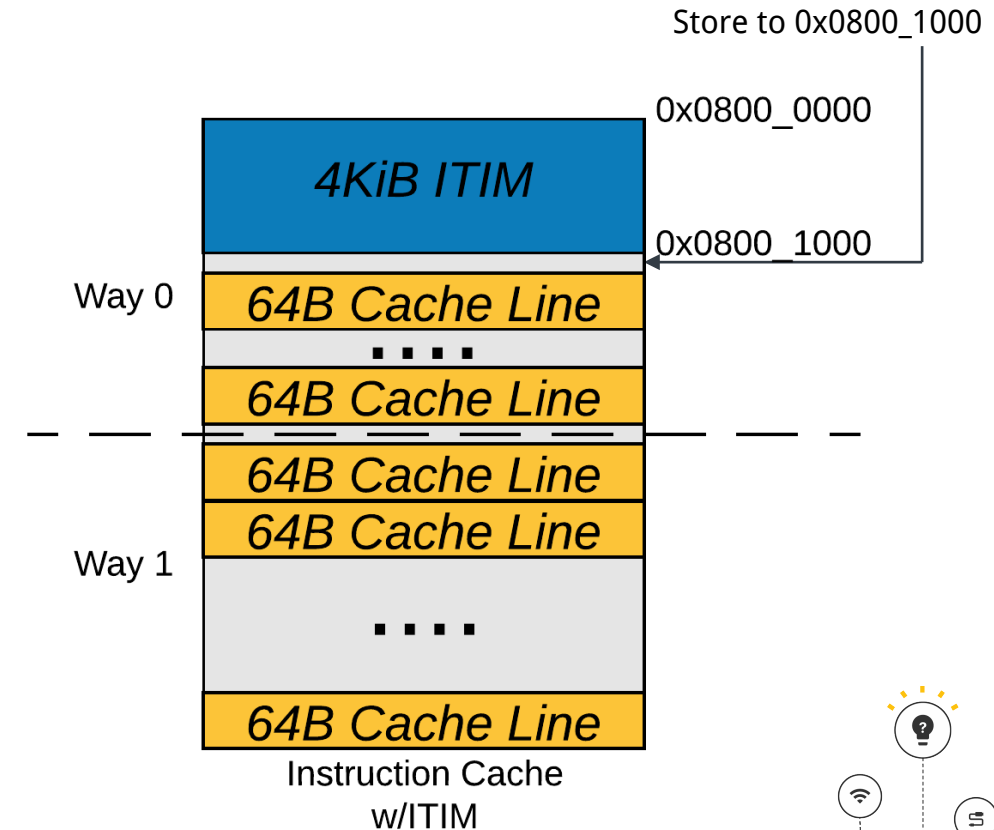 Store to 0x0800_1000
0x0800_0000
4KiB ITIM
0x0800_1000
Way 0
64B Cache Line
....
64B Cache Line
64B Cache Line
64B Cache Line
Way 1
....
64B Cache Line
Instruction Cache
w/ITIM
?